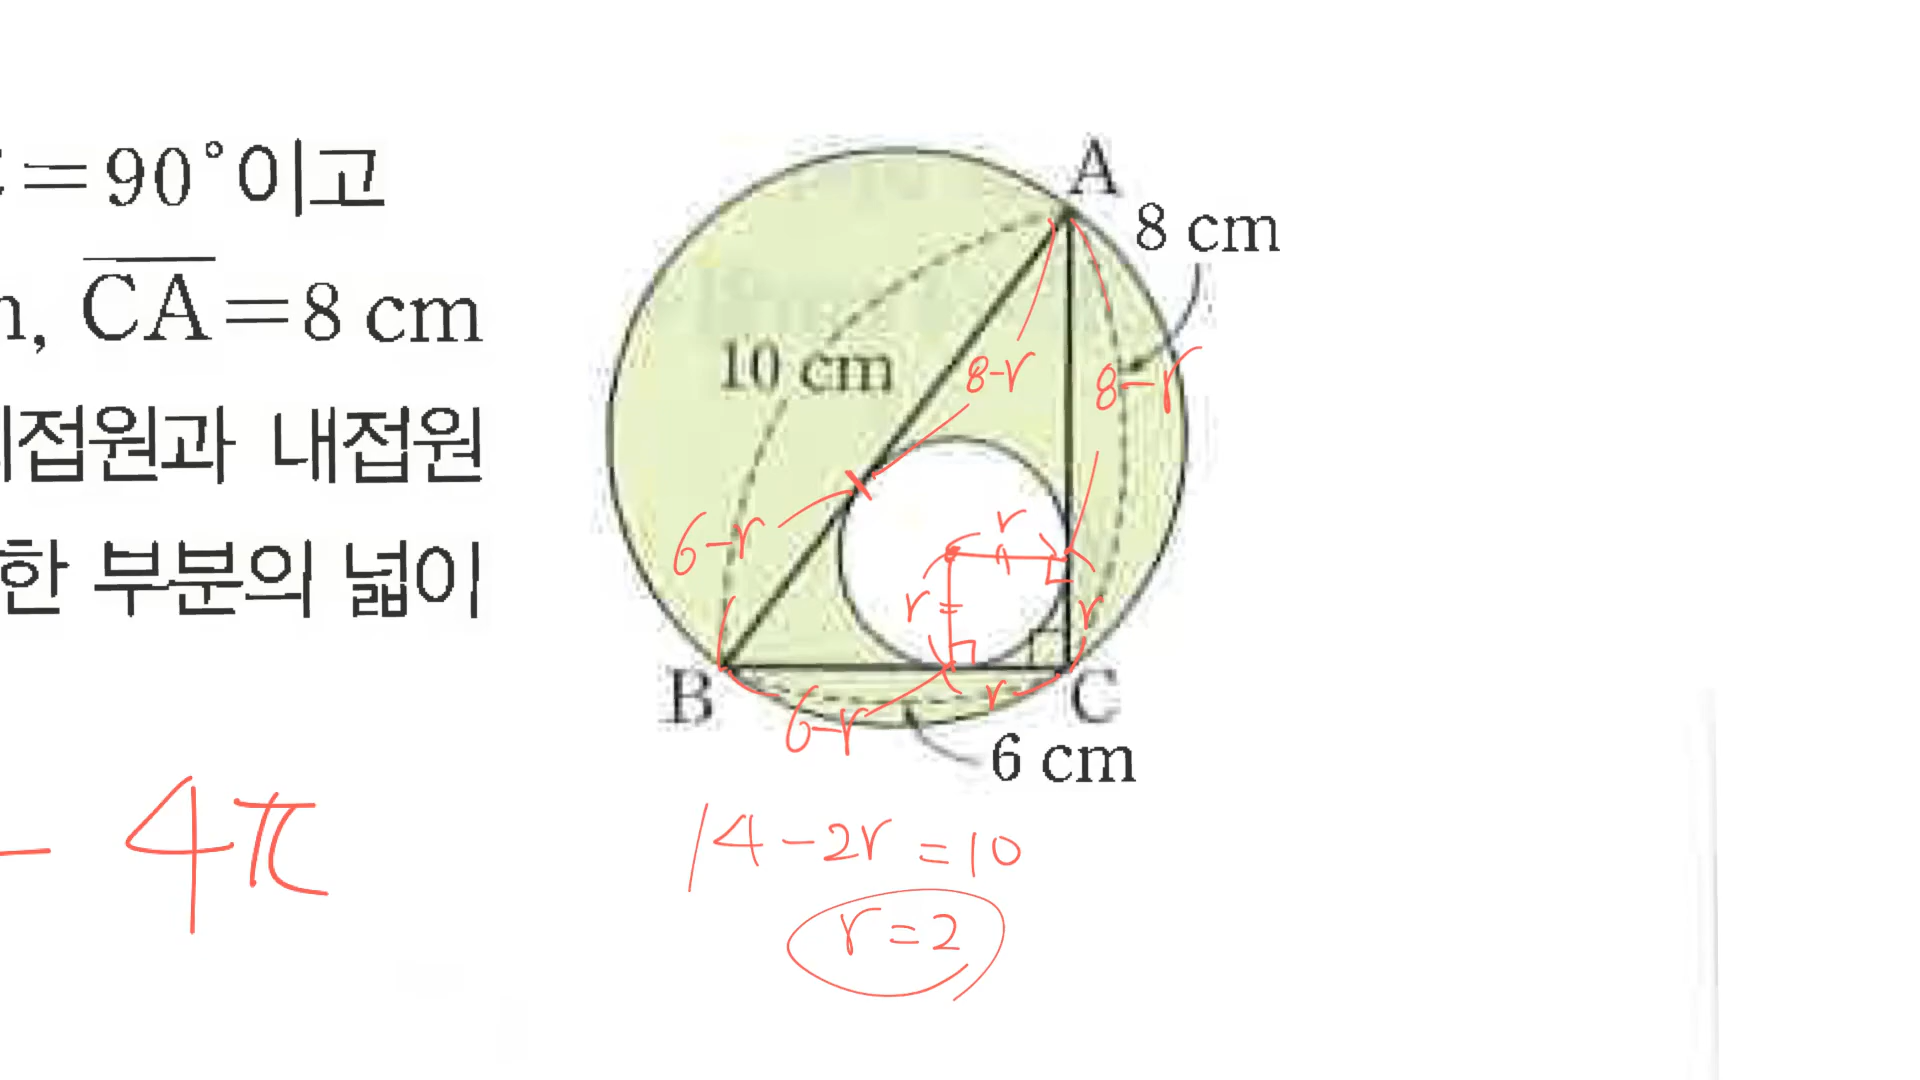 =90°이고
, CA=8 cm
접원과 내접원
한 부분의 넓이
- 4π
A
8 cm
10 cm
8-r
8-r
6-r
r
r
r
B
6-r
r
C
6 cm
14-2r=10
r=2